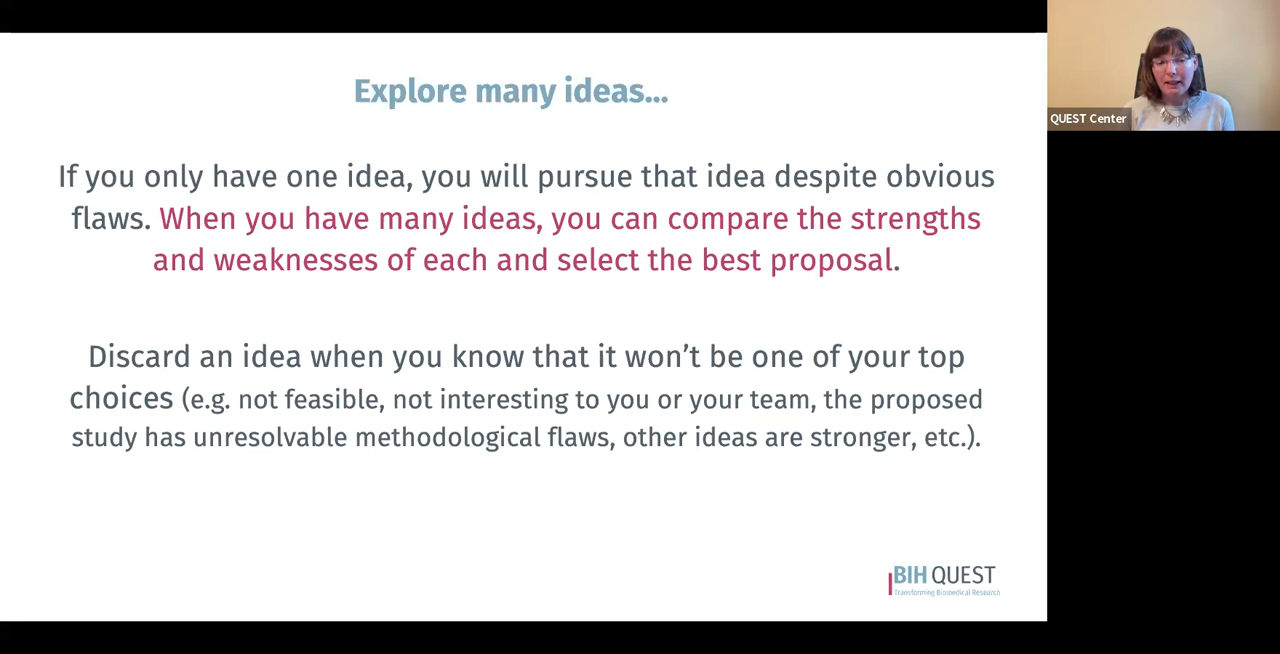 Explore many ideas...
If you only have one idea, you will pursue that idea despite obvious
flaws. When you have many ideas, you can compare the strengths
and weaknesses of each and select the best proposal.
Discard an idea when you know that it won't be one of your top
choices (e.g. not feasible, not interesting to you or your team, the proposed
study has unresolvable methodological flaws, other ideas are stronger, etc.).
BIH QUEST
Transforming Biomedical Research
QUEST Center